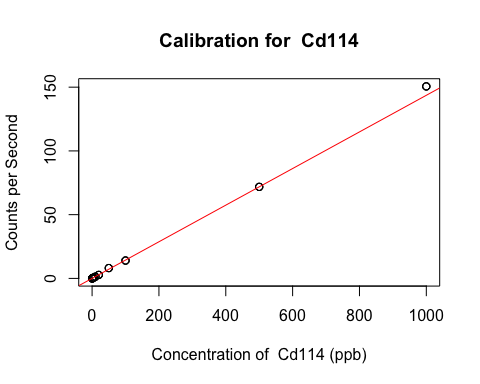 Calibration for  Cd114
Counts per Second
150
100
50
0
0 200 400 600 800 1000
Concentration of  Cd114 (ppb)